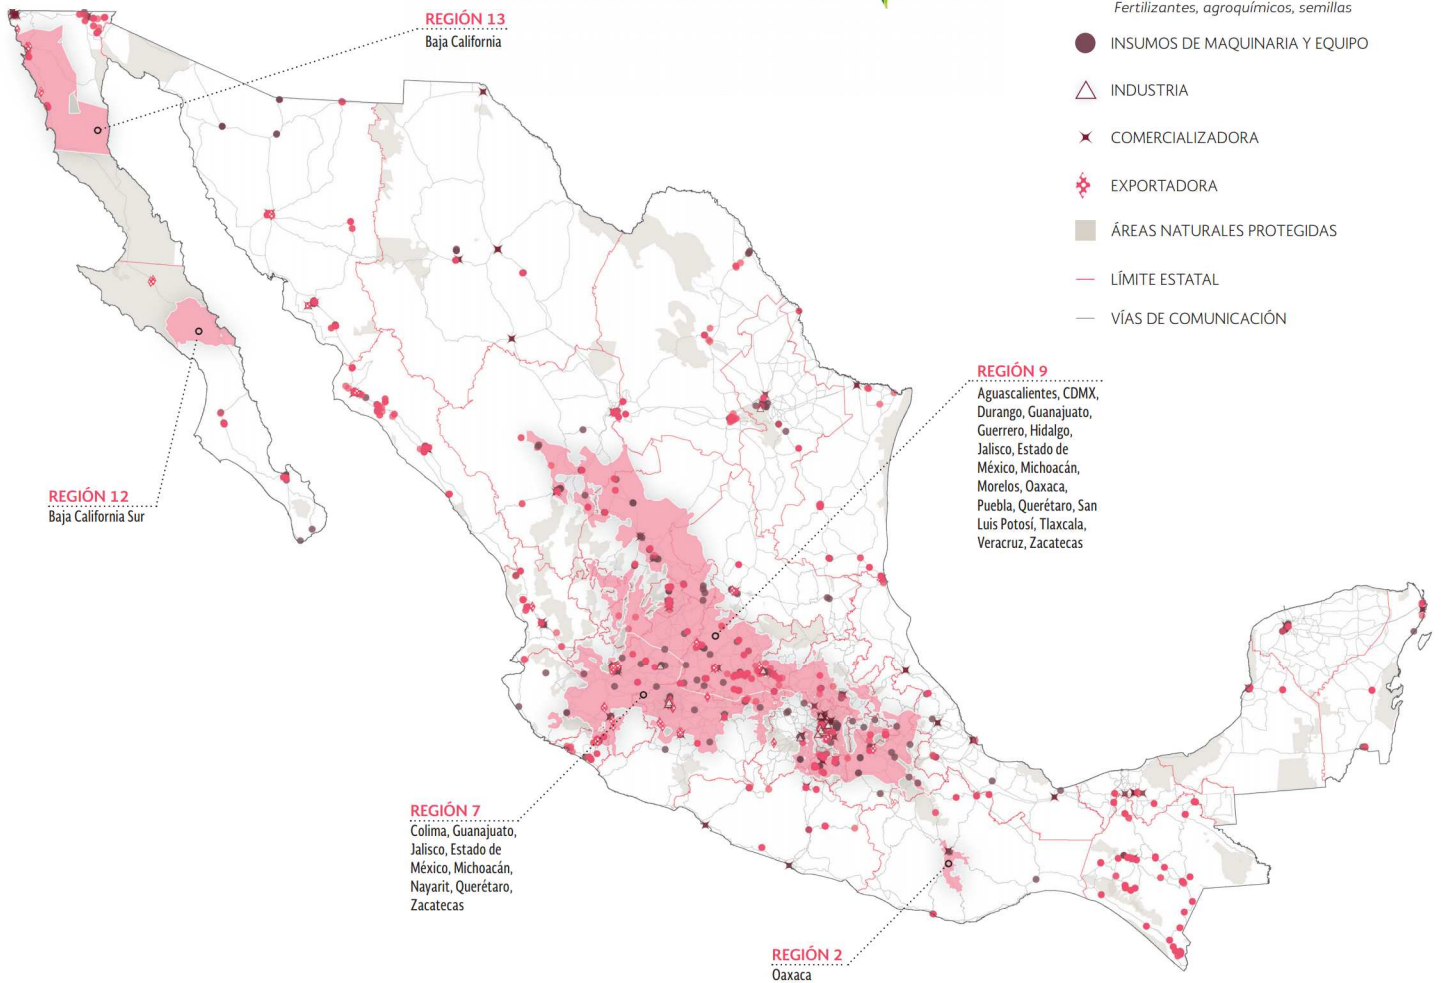 Fertilizantes, agroquímicos, semillas
INSUMOS DE MAQUINARIA Y EQUIPO
INDUSTRIA
COMERCIALIZADORA
EXPORTADORA
ÁREAS NATURALES PROTEGIDAS
LÍMITE ESTATAL
VÍAS DE COMUNICACIÓN
REGIÓN 13
Baja California
REGIÓN 9
Aguascalientes, CDMX,
Durango, Guanajuato,
Guerrero, Hidalgo,
Jalisco, Estado de
México, Michoacán,
Morelos, Oaxaca,
Puebla, Querétaro, San
Luis Potosí, Tlaxcala,
Veracruz, Zacatecas
REGIÓN 12
Baja California Sur
REGIÓN 7
Colima, Guanajuato,
Jalisco, Estado de
México, Michoacán,
Nayarit, Querétaro,
Zacatecas
REGIÓN 2
Oaxaca